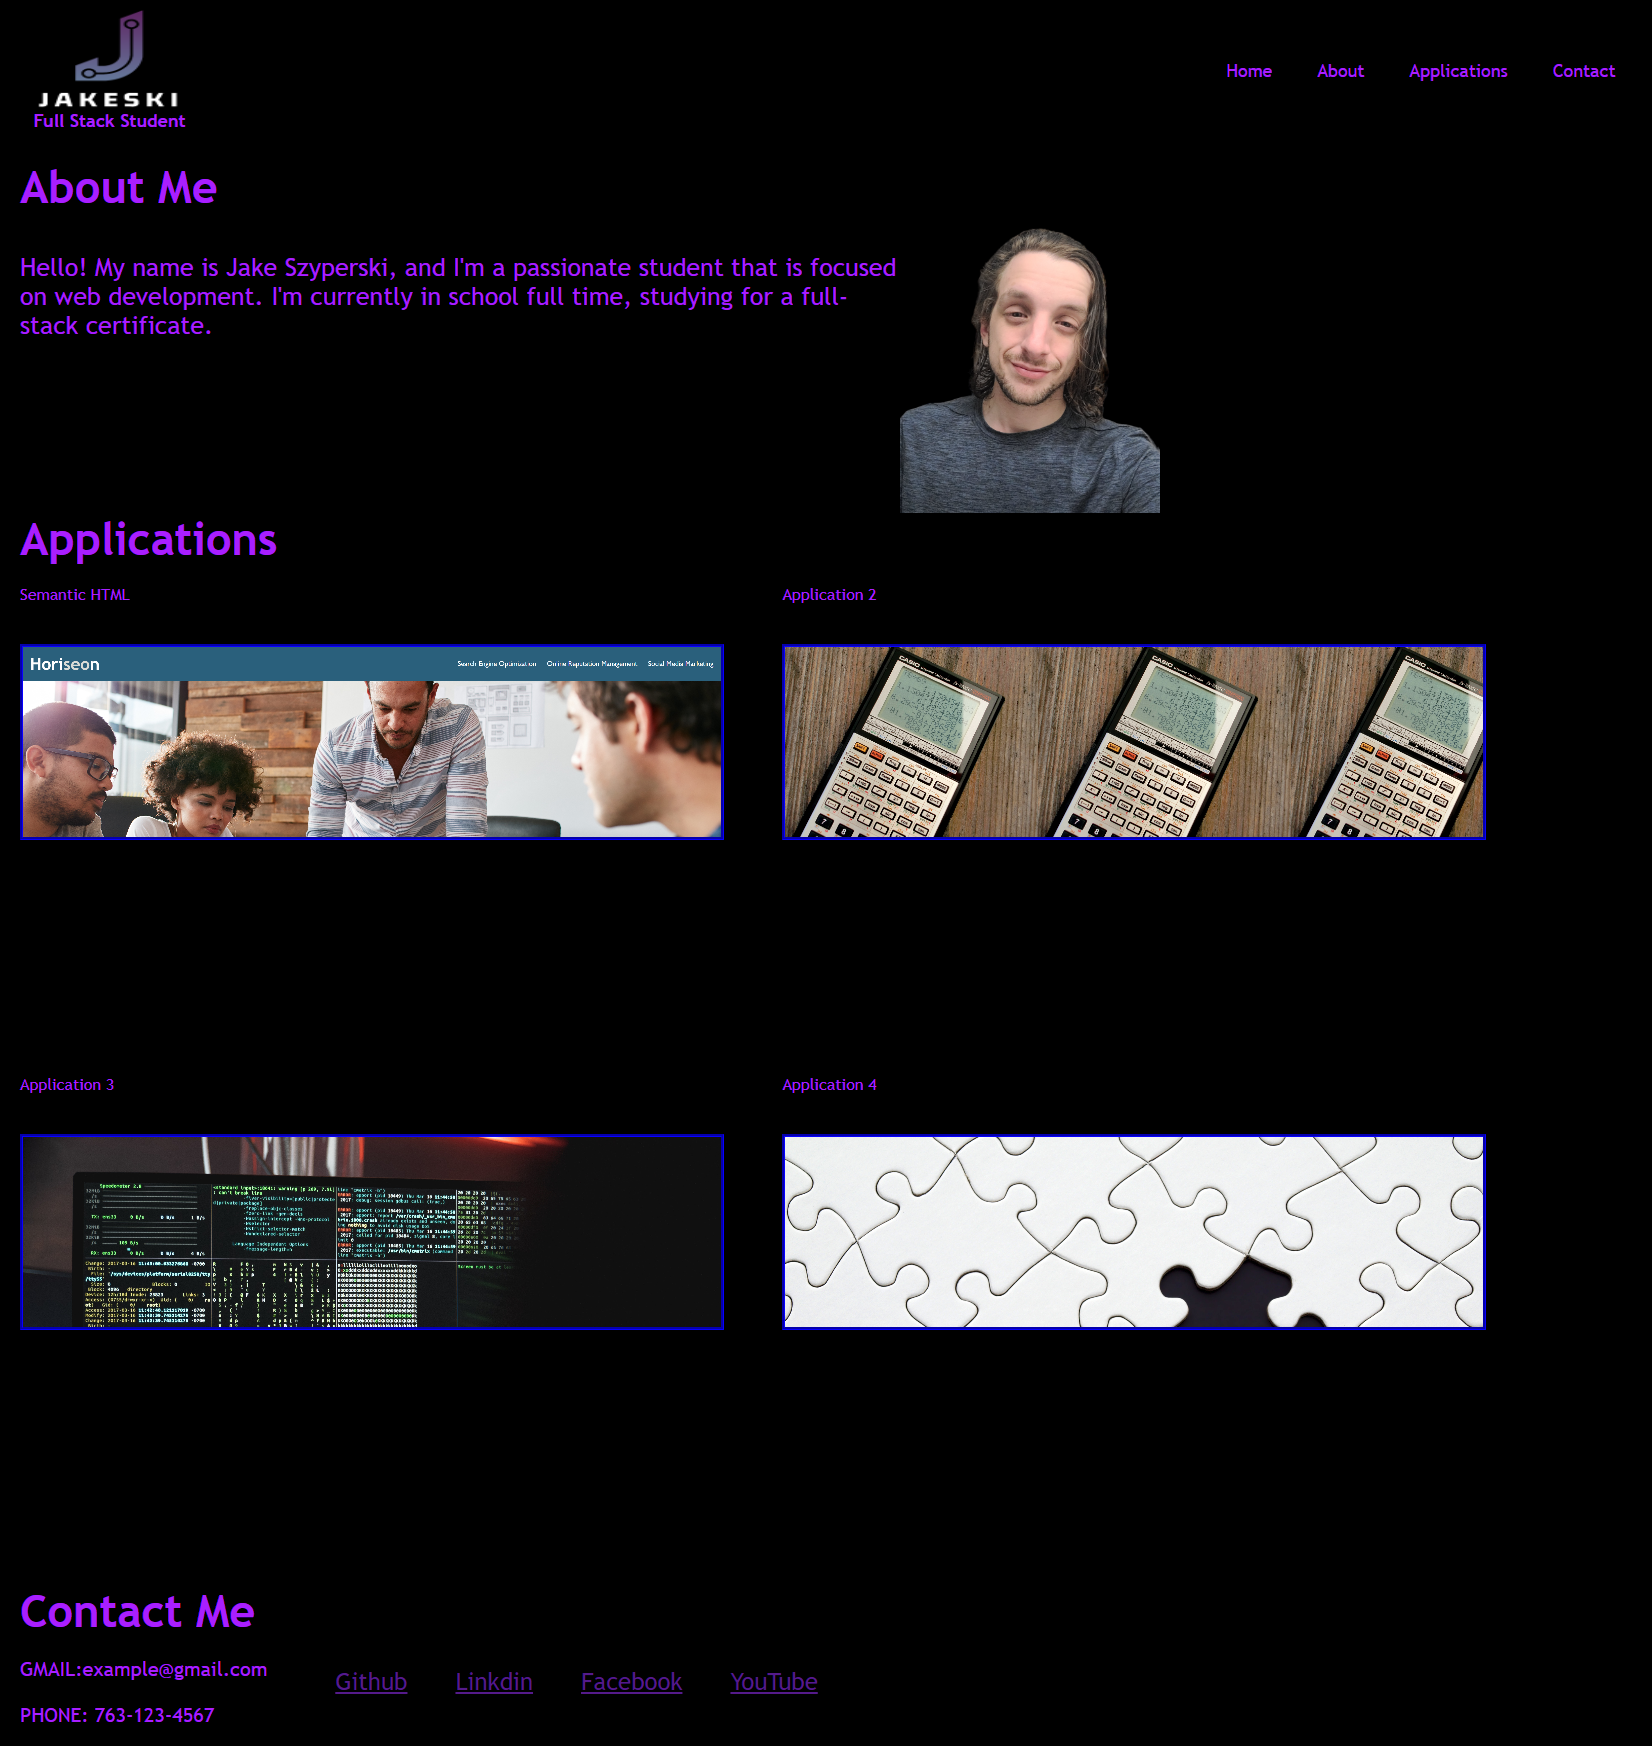 JAKESKI
Full Stack Student
Home About Applications Contact
About Me
Hello! My name is Jake Szyperski, and I'm a passionate student that is focused
on web development. I'm currently in school full time, studying for a full-
stack certificate.
Applications
Semantic HTML
Application 2
Horiseon
Search Engine Optimization Online Reputation Management Social Media Marketing
CASIO
CASIO
CASIO
Application 3
Application 4
Contact Me
GMAIL:example@gmail.com
Github Linkdin Facebook YouTube
PHONE: 763-123-4567